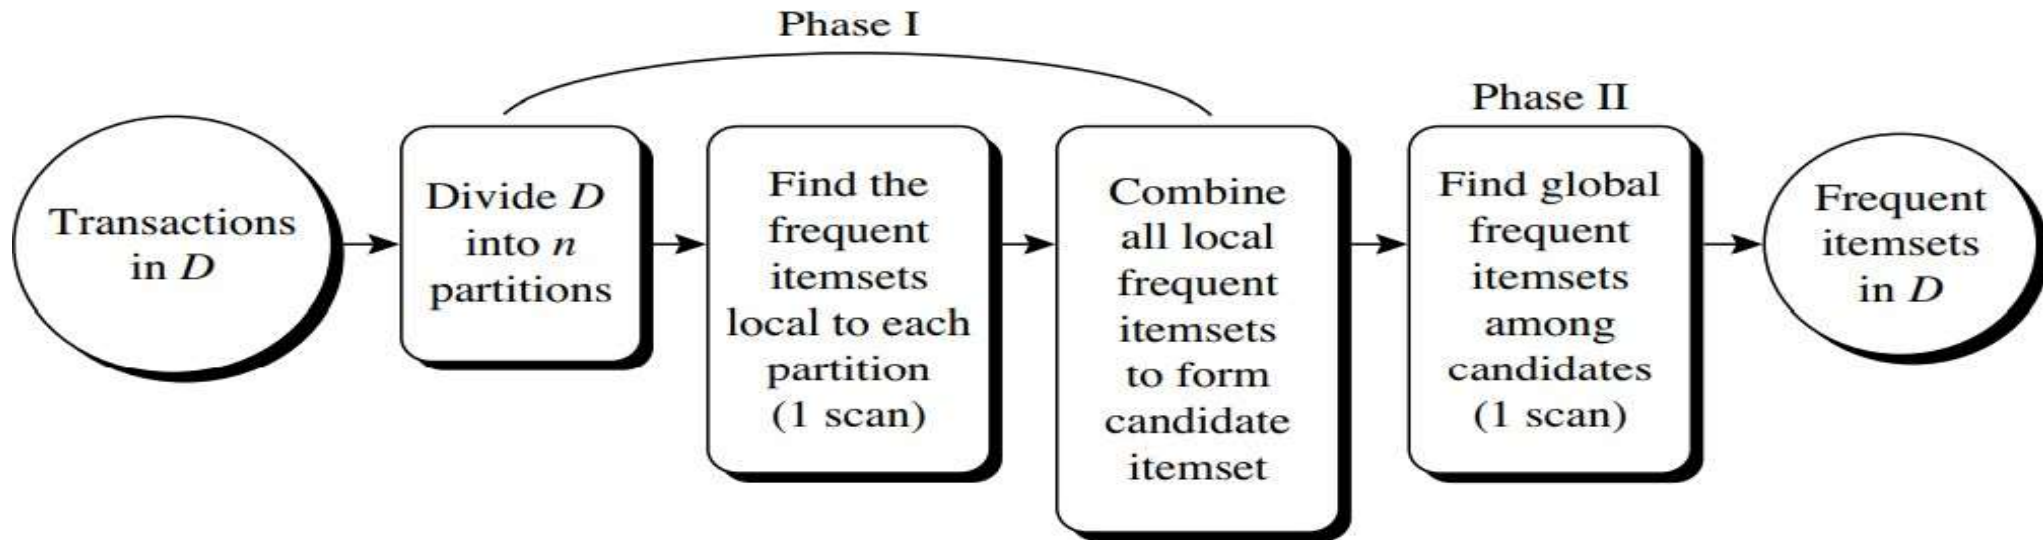 Phase I
Transactions
in D
Divide D
into n
partitions
Find the
frequent
itemsets
local to each
partition
(1 scan)
Combine
all local
frequent
itemsets
to form
candidate
itemset
Phase II
Find global
frequent
itemsets
among
candidates
(1 scan)
Frequent
itemsets
in D